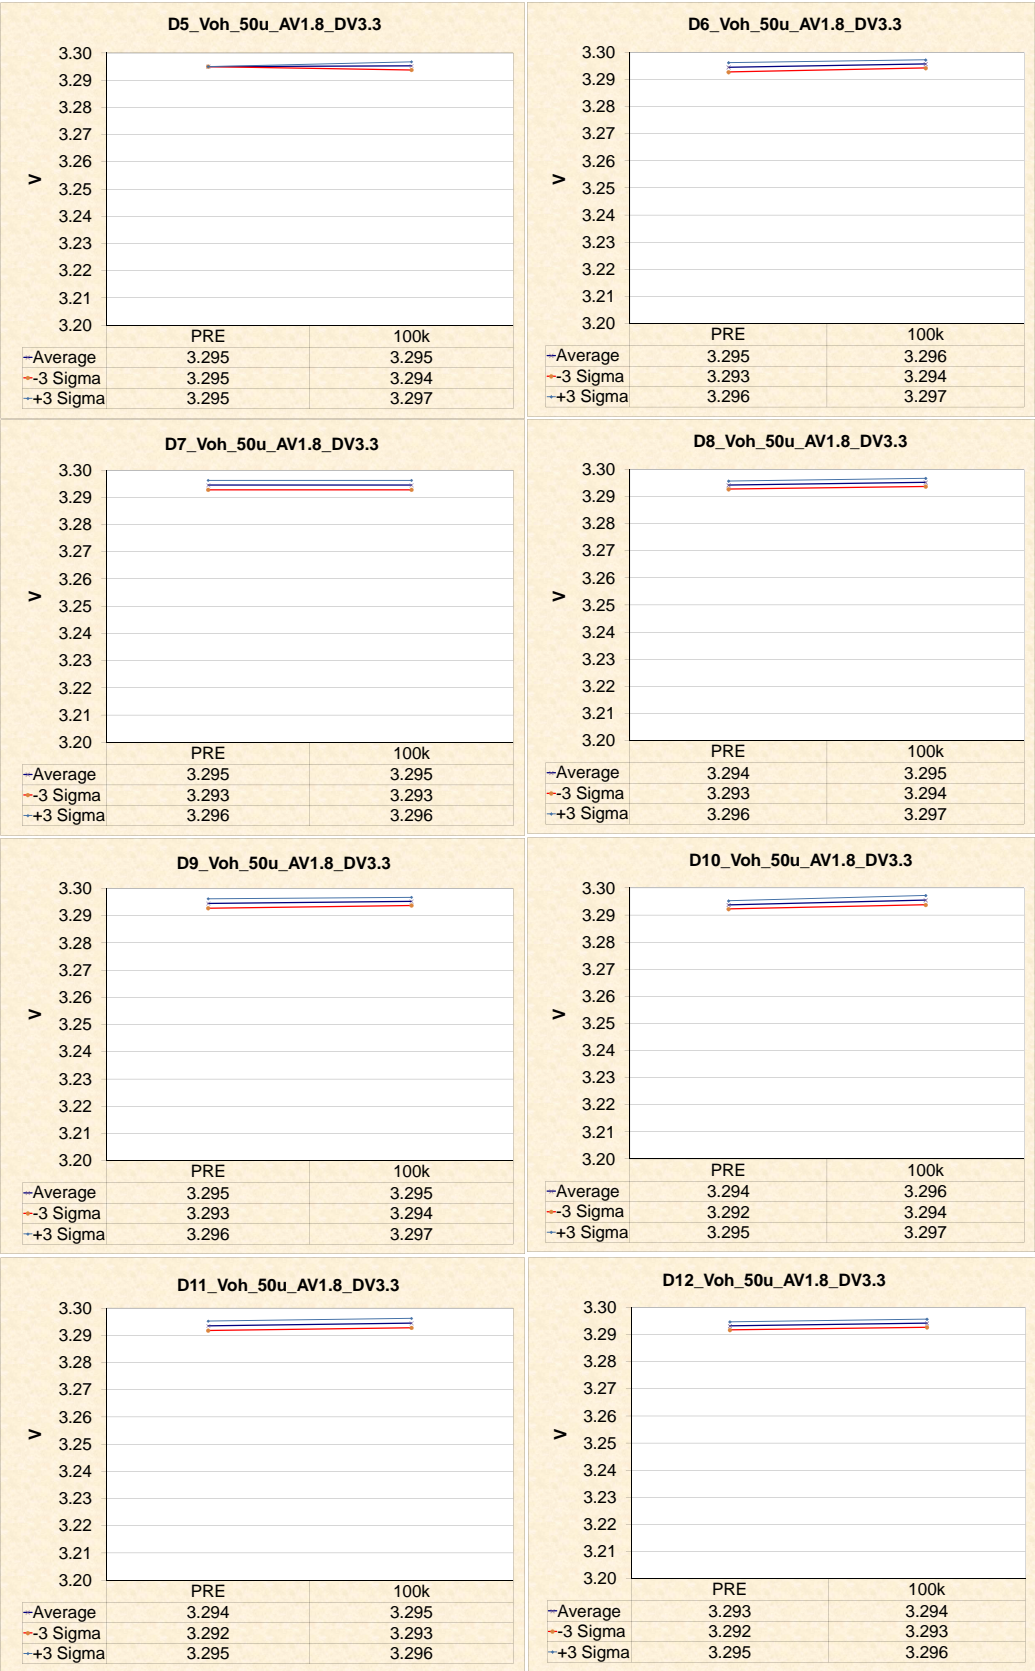 D5_Voh_50u_AV1.8_DV3.3
3.30
3.29
3.28
3.27
3.26
3.25
3.24
3.23
3.22
3.21
3.20
V
PRE 100k
Average 3.295 3.295
-3 Sigma 3.295 3.294
+3 Sigma 3.295 3.297
D6_Voh_50u_AV1.8_DV3.3
3.30
3.29
3.28
3.27
3.26
3.25
3.24
3.23
3.22
3.21
3.20
V
PRE 100k
Average 3.295 3.296
-3 Sigma 3.293 3.294
+3 Sigma 3.296 3.297
D7_Voh_50u_AV1.8_DV3.3
3.30
3.29
3.28
3.27
3.26
3.25
3.24
3.23
3.22
3.21
3.20
V
PRE 100k
Average 3.295 3.295
-3 Sigma 3.293 3.293
+3 Sigma 3.296 3.296
D8_Voh_50u_AV1.8_DV3.3
3.30
3.29
3.28
3.27
3.26
3.25
3.24
3.23
3.22
3.21
3.20
V
PRE 100k
Average 3.294 3.295
-3 Sigma 3.293 3.294
+3 Sigma 3.296 3.297
D9_Voh_50u_AV1.8_DV3.3
3.30
3.29
3.28
3.27
3.26
3.25
3.24
3.23
3.22
3.21
3.20
V
PRE 100k
Average 3.295 3.295
-3 Sigma 3.293 3.294
+3 Sigma 3.296 3.297
D10_Voh_50u_AV1.8_DV3.3
3.30
3.29
3.28
3.27
3.26
3.25
3.24
3.23
3.22
3.21
3.20
V
PRE 100k
Average 3.294 3.296
-3 Sigma 3.292 3.294
+3 Sigma 3.295 3.297
D11_Voh_50u_AV1.8_DV3.3
3.30
3.29
3.28
3.27
3.26
3.25
3.24
3.23
3.22
3.21
3.20
V
PRE 100k
Average 3.294 3.295
-3 Sigma 3.292 3.293
+3 Sigma 3.295 3.296
D12_Voh_50u_AV1.8_DV3.3
3.30
3.29
3.28
3.27
3.26
3.25
3.24
3.23
3.22
3.21
3.20
V
PRE 100k
Average 3.293 3.294
-3 Sigma 3.292 3.293
+3 Sigma 3.295 3.296